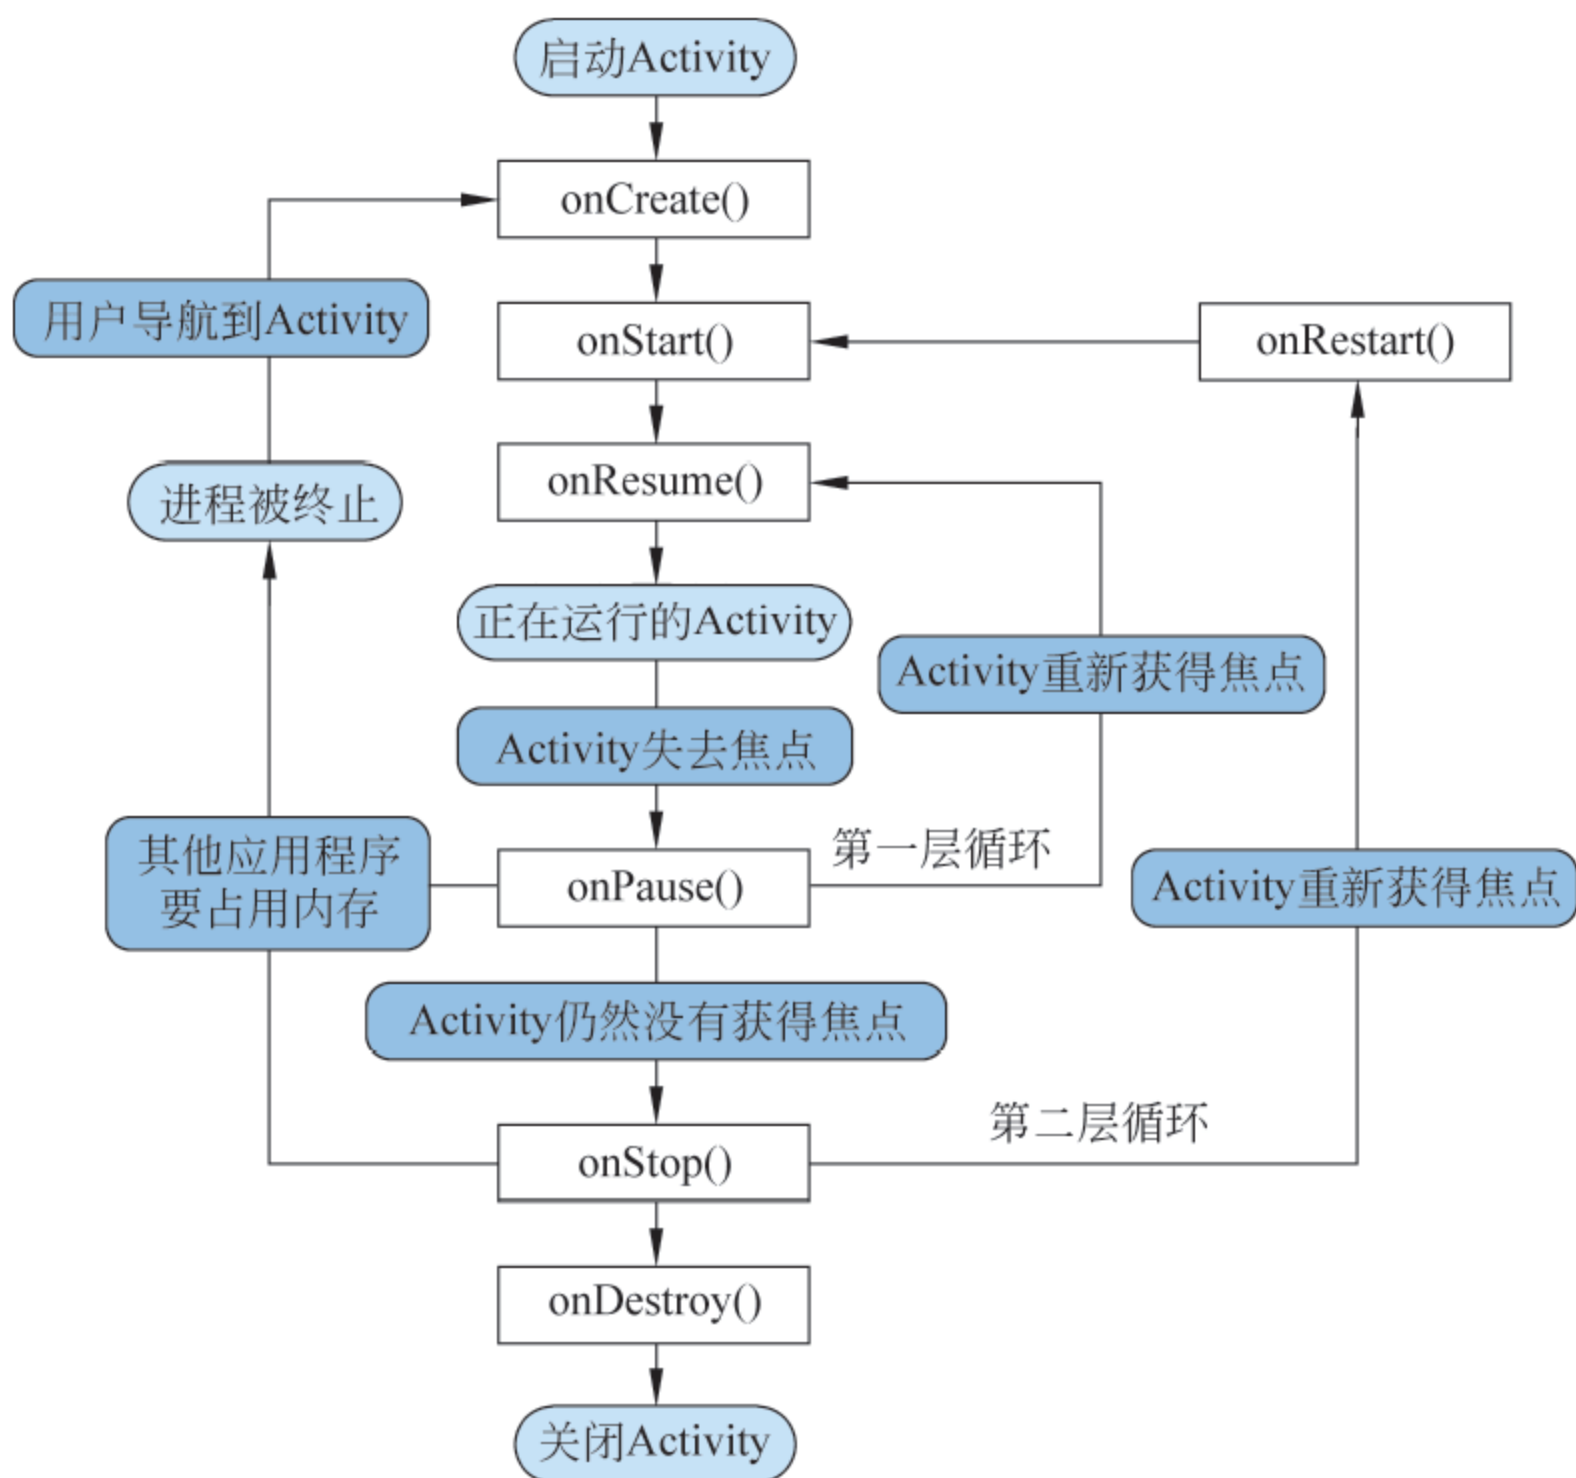 启动Activity
onCreate()
用户导航到Activity
onStart()
onRestart()
进程被终止
onResume()
正在运行的Activity
Activity重新获得焦点
Activity失去焦点
其他应用程序
要占用内存
第一层循环
onPause()
Activity重新获得焦点
Activity仍然没有获得焦点
第二层循环
onStop()
onDestroy()
关闭Activity